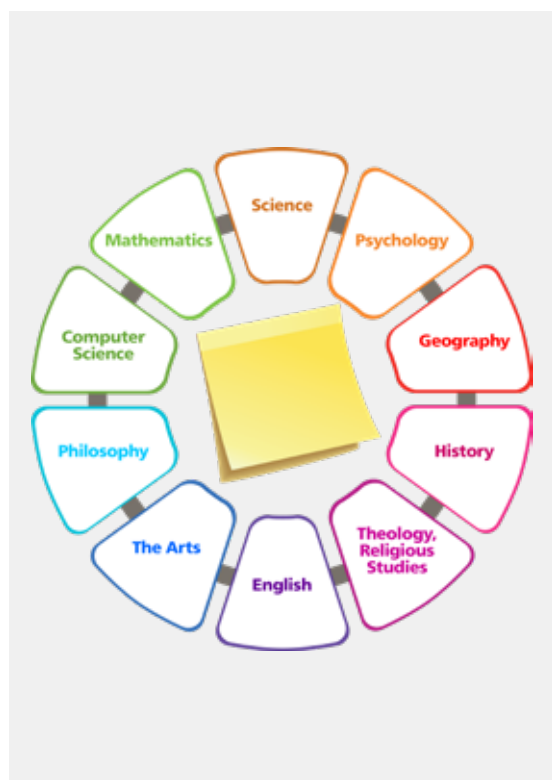 Science
Psychology
Geography
History
Theology,
Religious
Studies
English
The Arts
Philosophy
Computer
Science
Mathematics